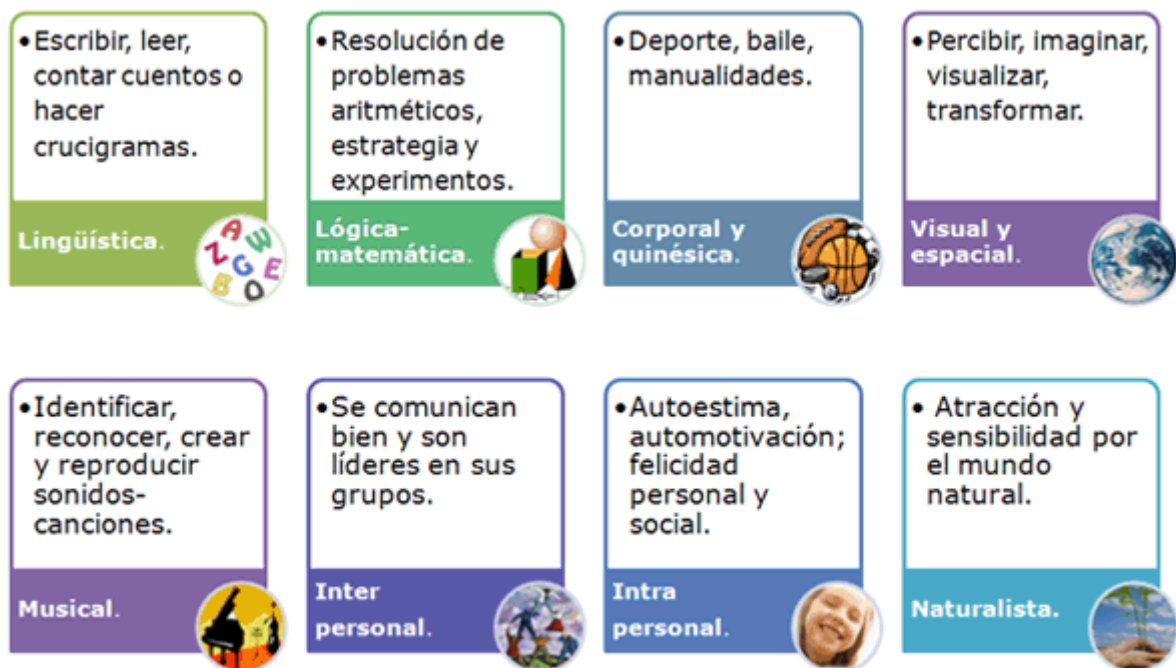 •Escribir, leer,
contar cuentos o
hacer
crucigramas.
Lingüística.
A W
Z G E
B O
•Resolución de
problemas
aritméticos,
estrategia y
experimentos.
Lógica-
matemática.
•Deporte, baile,
manualidades.
Corporal y
quinésica.
•Percibir, imaginar,
visualizar,
transformar.
Visual y
espacial.
•Identificar,
reconocer, crear
y reproducir
sonidos-
canciones.
Musical.
•Se comunican
bien y son
líderes en sus
grupos.
Inter
personal.
•Autoestima,
automotivación;
felicidad
personal y
social.
Intra
personal.
• Atracción y
sensibilidad por
el mundo
natural.
Naturalista.